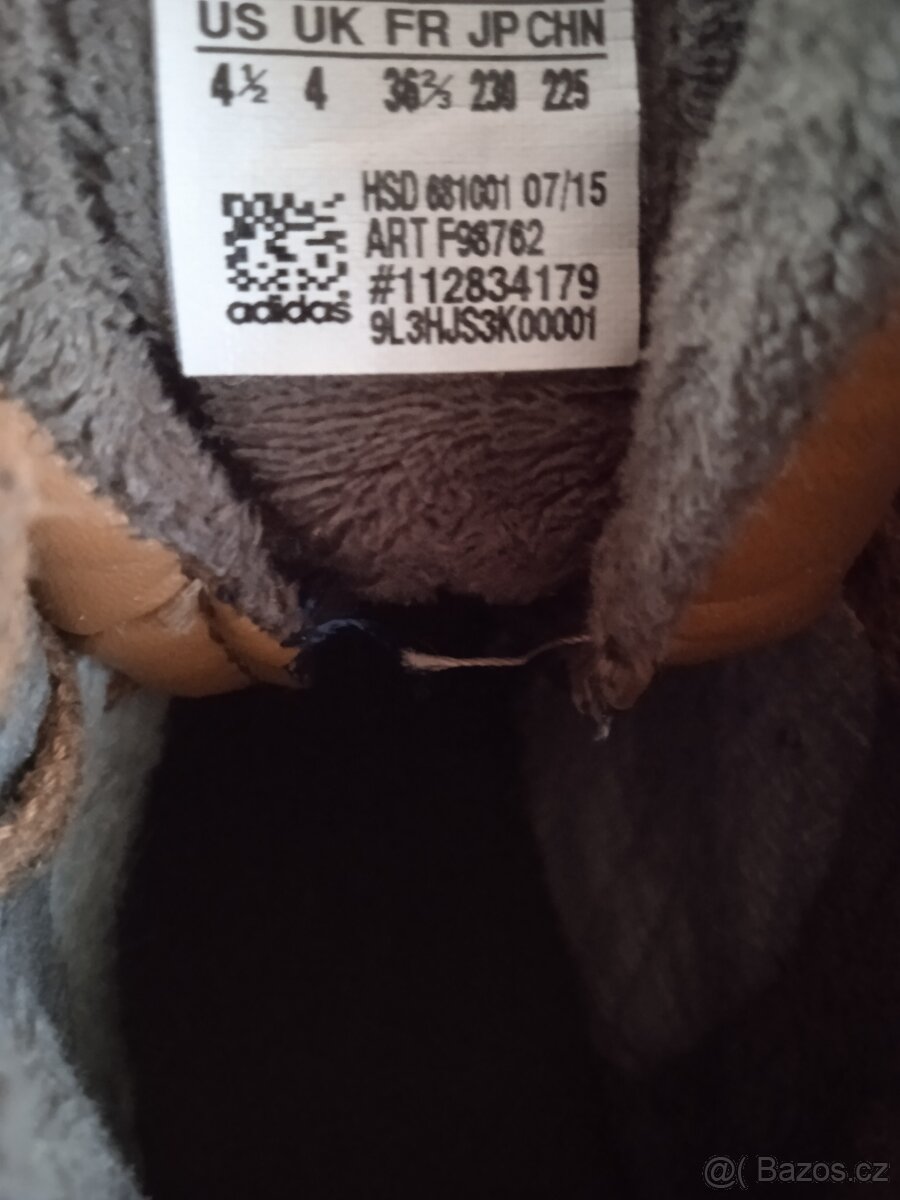 US UK FR JP CHN
4½ 4 36⅔ 230 225
HSD 681001 07/15
ART F98762
#112834179
9L3HJS3K00001
adidas
@( Bazos.cz